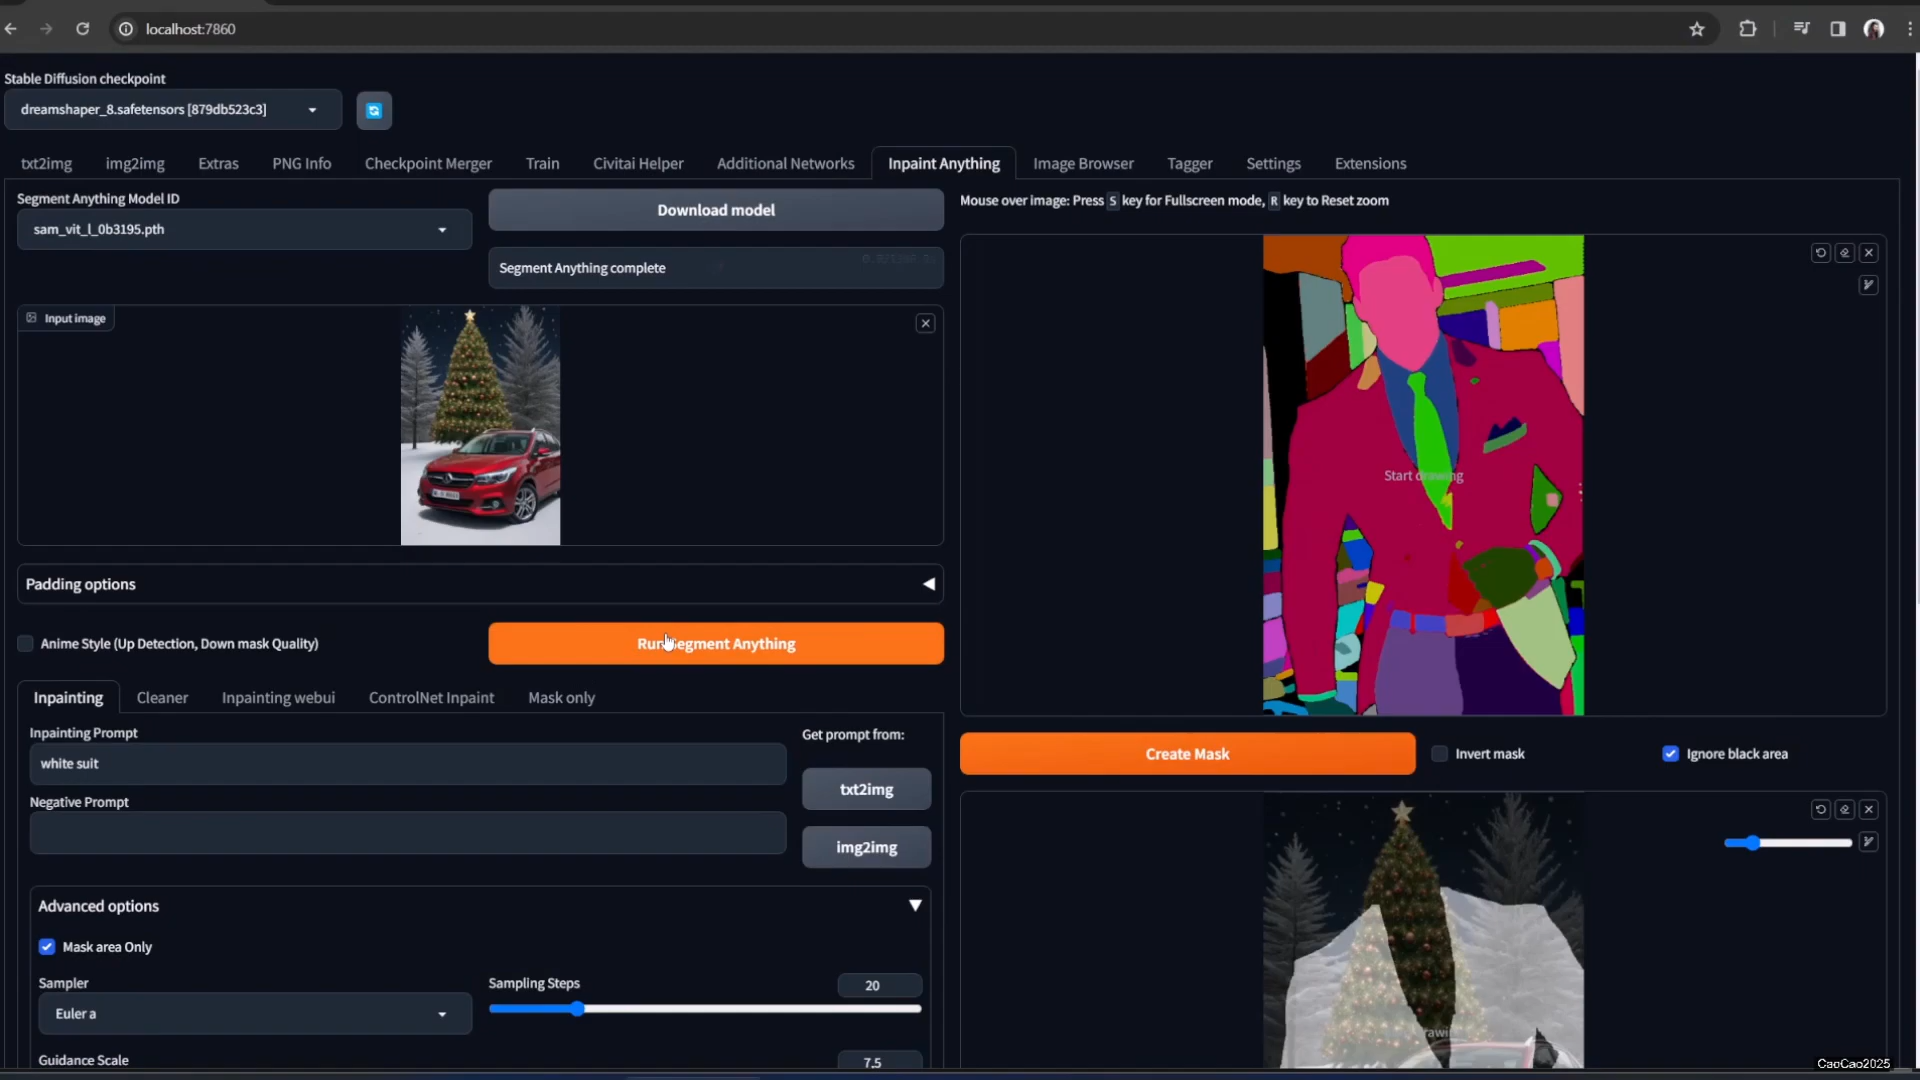 localhost:7860
Stable Diffusion checkpoint
dreamshaper_8.safetensors [879db523c3]
txt2img img2img Extras PNG Info Checkpoint Merger Train Civitai Helper Additional Networks Inpaint Anything Image Browser Tagger Settings Extensions
Segment Anything Model ID
sam_vit_l_0b3195.pth
Download model
Segment Anything complete
Mouse over image: Press S key for Fullscreen mode, R key to Reset zoom
Input image
Start drawing
Padding options
Anime Style (Up Detection, Down mask Quality)
Run Segment Anything
Inpainting Cleaner Inpainting webui ControlNet Inpaint Mask only
Inpainting Prompt
white suit
Get prompt from:
txt2img
Negative Prompt
img2img
Create Mask
Invert mask
Ignore black area
Advanced options
Mask area Only
Sampler
Euler a
Sampling Steps
20
Guidance Scale
7.5
CaoCao2025